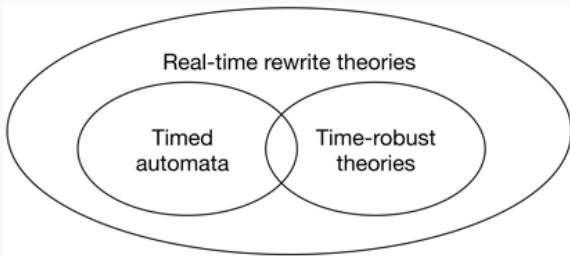 Real-time rewrite theories
Timed
automata
Time-robust
theories